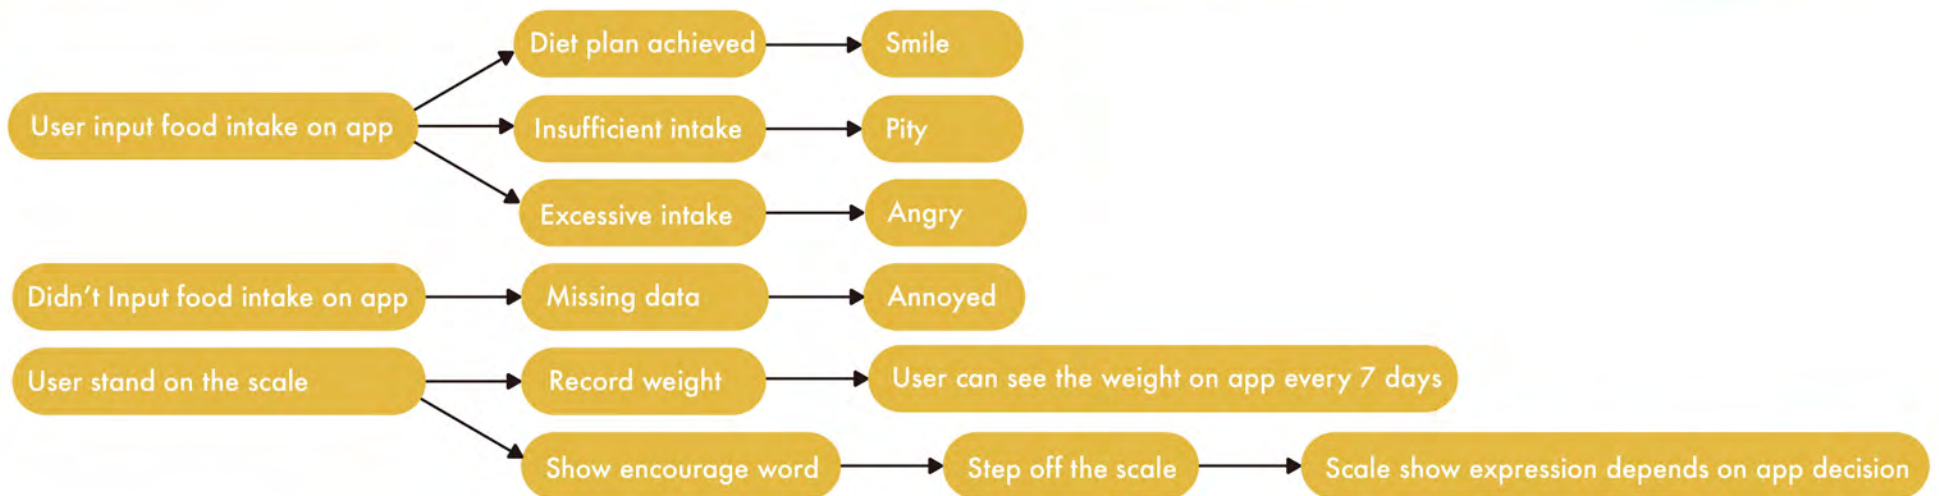 Diet plan achieved
Smile
User input food intake on app
Insufficient intake
Pity
Excessive intake
Angry
Didn't Input food intake on app
Missing data
Annoyed
User stand on the scale
Record weight
User can see the weight on app every 7 days
Show encourage word
Step off the scale
Scale show expression depends on app decision